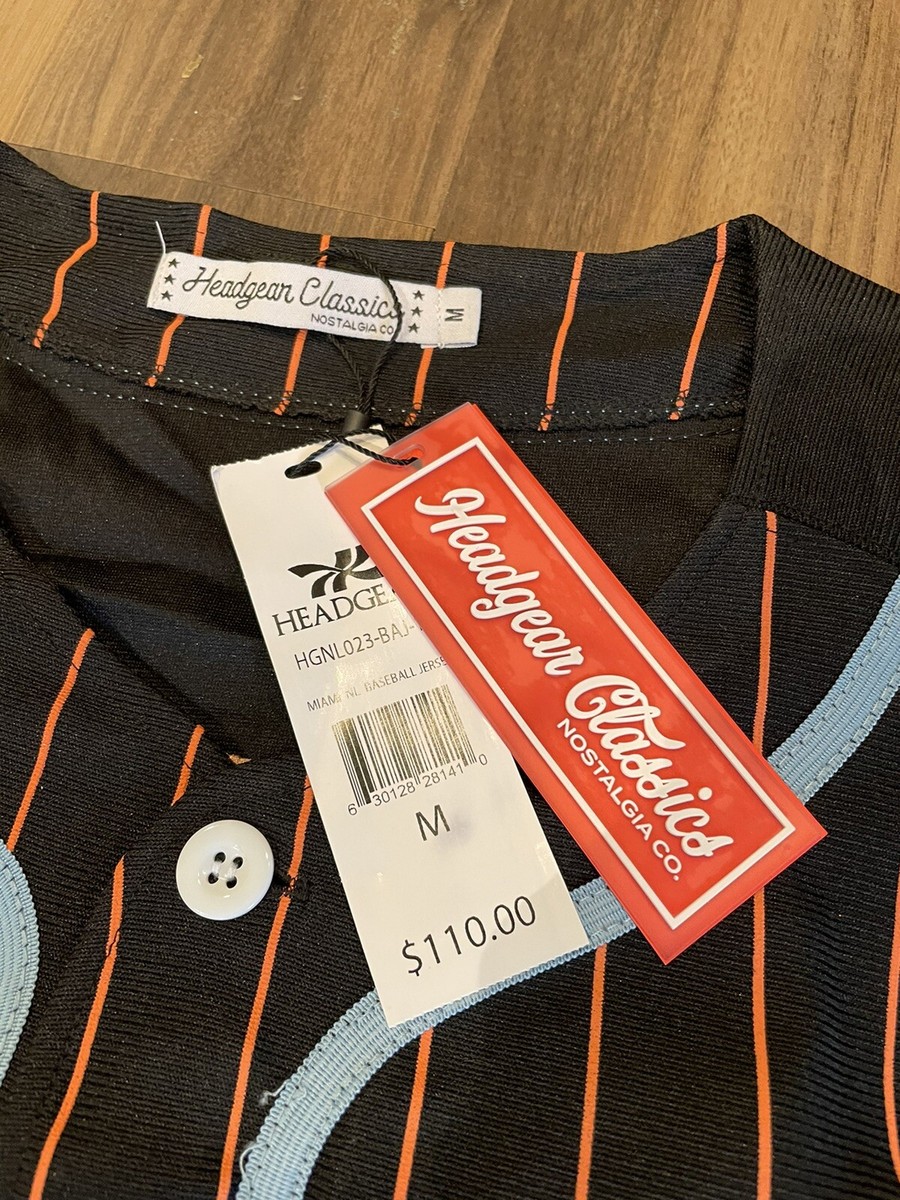 Headgear Classics
NOSTALGIA CO.
M
HEADGE
HGNL023-BAJ-
MIAMI NL BASEBALL JERSE
6 30128 28141 0
M
$110.00
Headgear Classics
NOSTALGIA CO.